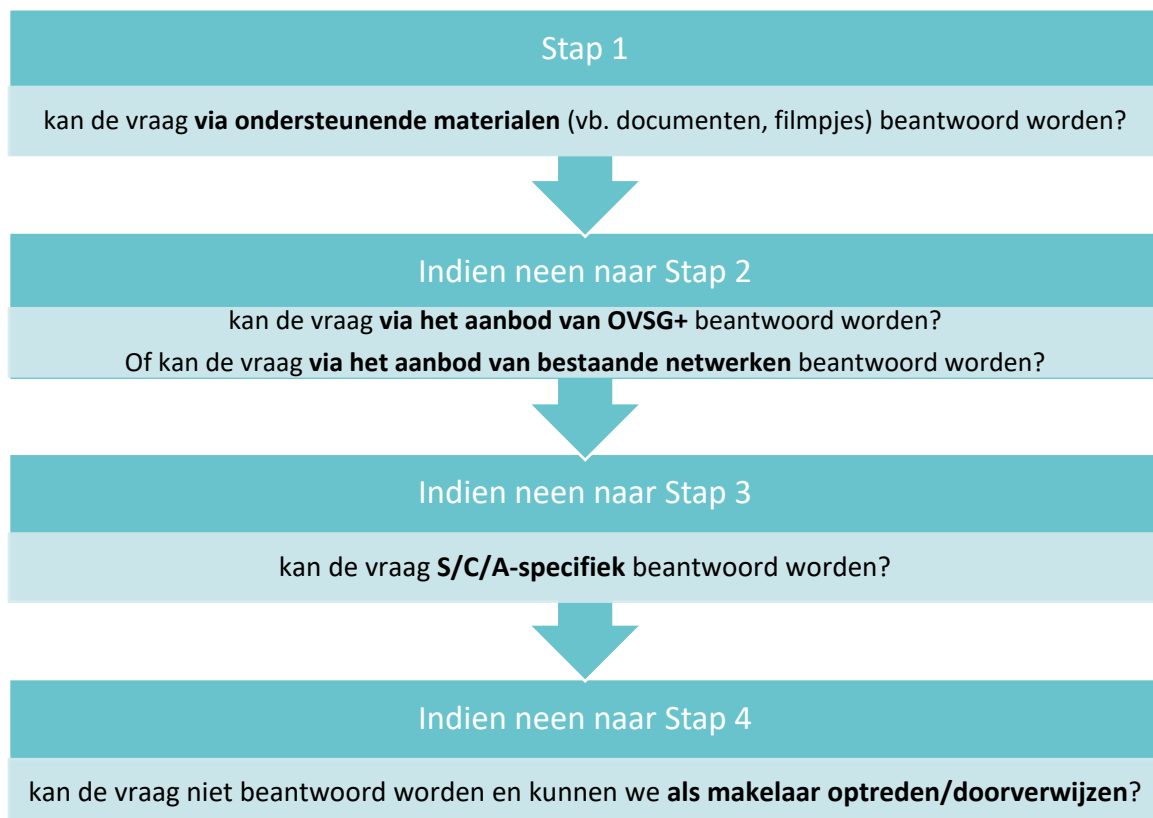 Stap 1
kan de vraag via ondersteunende materialen (vb. documenten, filmpjes) beantwoord worden?
Indien neen naar Stap 2
kan de vraag via het aanbod van OVSG+ beantwoord worden?
Of kan de vraag via het aanbod van bestaande netwerken beantwoord worden?
Indien neen naar Stap 3
kan de vraag S/C/A-specifiek beantwoord worden?
Indien neen naar Stap 4
kan de vraag niet beantwoord worden en kunnen we als makelaar optreden/doorverwijzen?